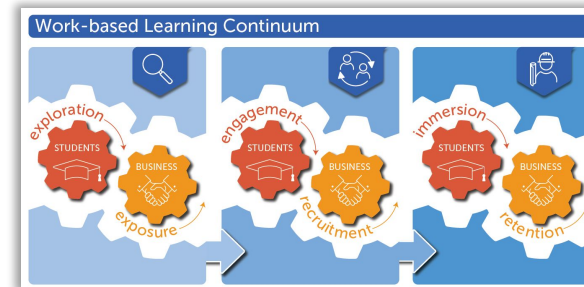 Work-based Learning Continuum
exploration
STUDENTS
BUSINESS
exposure
engagement
STUDENTS
BUSINESS
recruitment
immersion
STUDENTS
BUSINESS
retention